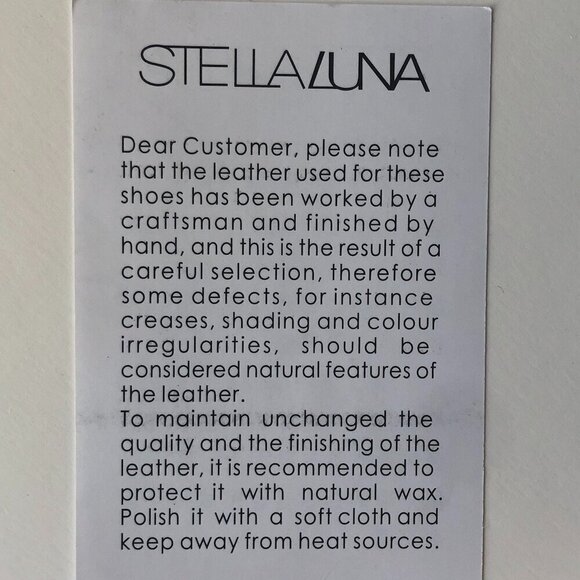 STELLALUNA
Dear Customer, please note
that the leather used for these
shoes has been worked by a
craftsman and finished by
hand, and this is the result of a
careful selection, therefore
some defects, for instance
creases, shading and colour
irregularities, should be
considered natural features of
the leather.
To maintain unchanged the
quality and the finishing of the
leather, it is recommended to
protect it with natural wax.
Polish it with a soft cloth and
keep away from heat sources.